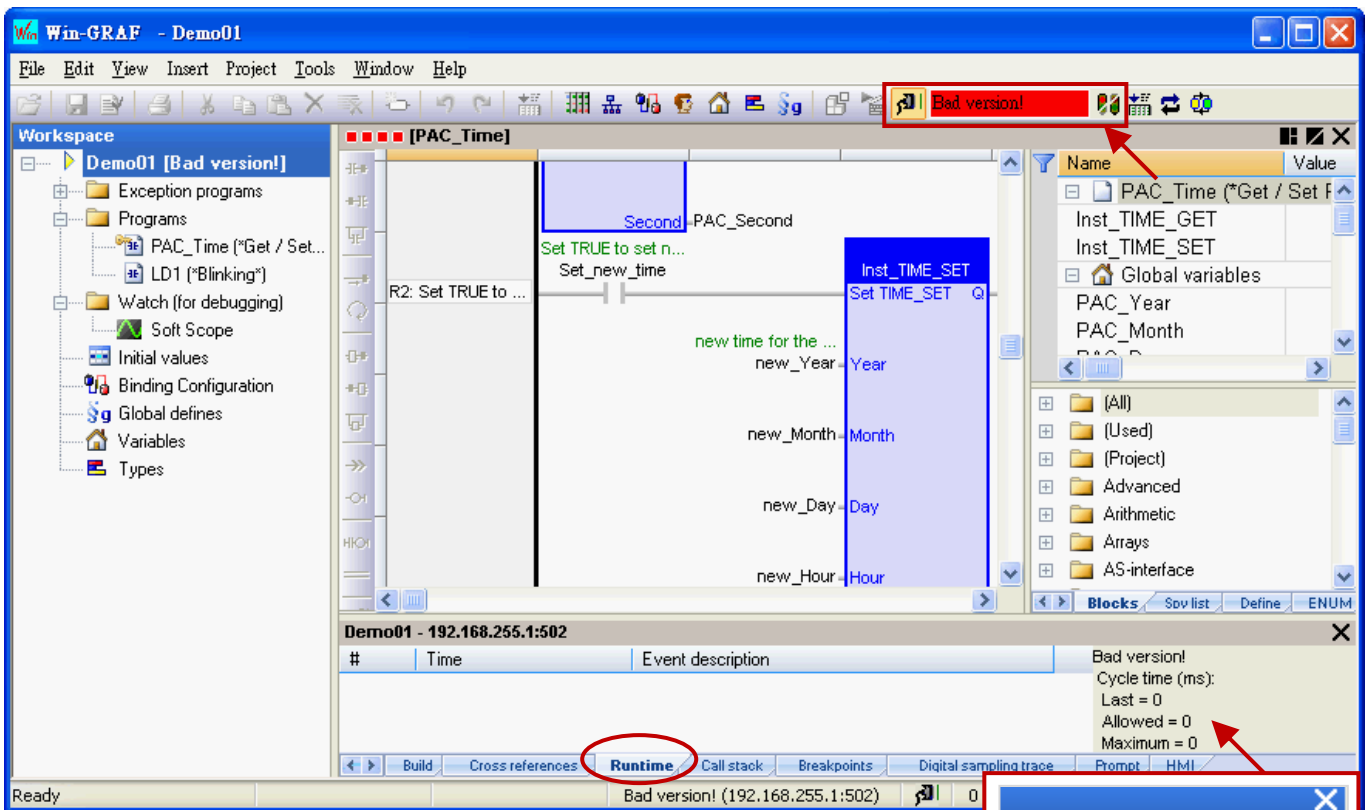 Win-GRAF - Demo01
File Edit View Insert Project Tools Window Help
Bad version!
Workspace
Demo01 [Bad version!]
Exception programs
Programs
PAC_Time (*Get / Set...
LD1 (*Blinking*)
Watch (for debugging)
Soft Scope
Initial values
Binding Configuration
Global defines
Variables
Types
[PAC_Time]
Second PAC_Second
Set TRUE to set n...
Set_new_time
Inst_TIME_SET
R2: Set TRUE to ...
Set TIME_SET Q
new time for the ...
new_Year Year
new_Month Month
new_Day Day
new_Hour Hour
Name Value
PAC_Time (*Get / Set
Inst_TIME_GET
Inst_TIME_SET
Global variables
PAC_Year
PAC_Month
(All)
(Used)
(Project)
Advanced
Arithmetic
Arrays
AS-interface
Blocks Spy list Define ENUM
Demo01 - 192.168.255.1:502
# Time Event description
Bad version!
Cycle time (ms):
Last = 0
Allowed = 0
Maximum = 0
Build Cross references Runtime Call stack Breakpoints Digital sampling trace Prompt HMI
Ready Bad version! (192.168.255.1:502) 0